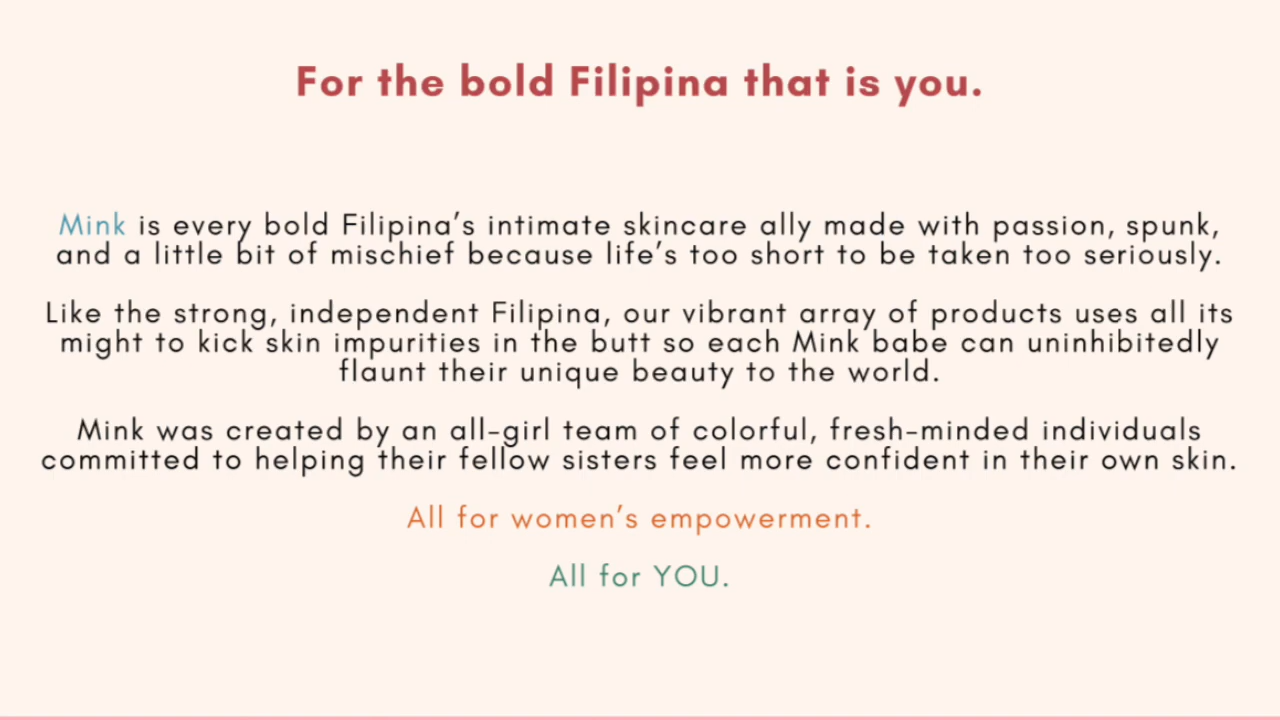 For the bold Filipina that is you.
Mink is every bold Filipina's intimate skincare ally made with passion, spunk,
and a little bit of mischief because life's too short to be taken too seriously.
Like the strong, independent Filipina, our vibrant array of products uses all its
might to kick skin impurities in the butt so each Mink babe can uninhibitedly
flaunt their unique beauty to the world.
Mink was created by an all-girl team of colorful, fresh-minded individuals
committed to helping their fellow sisters feel more confident in their own skin.
All for women's empowerment.
All for YOU.